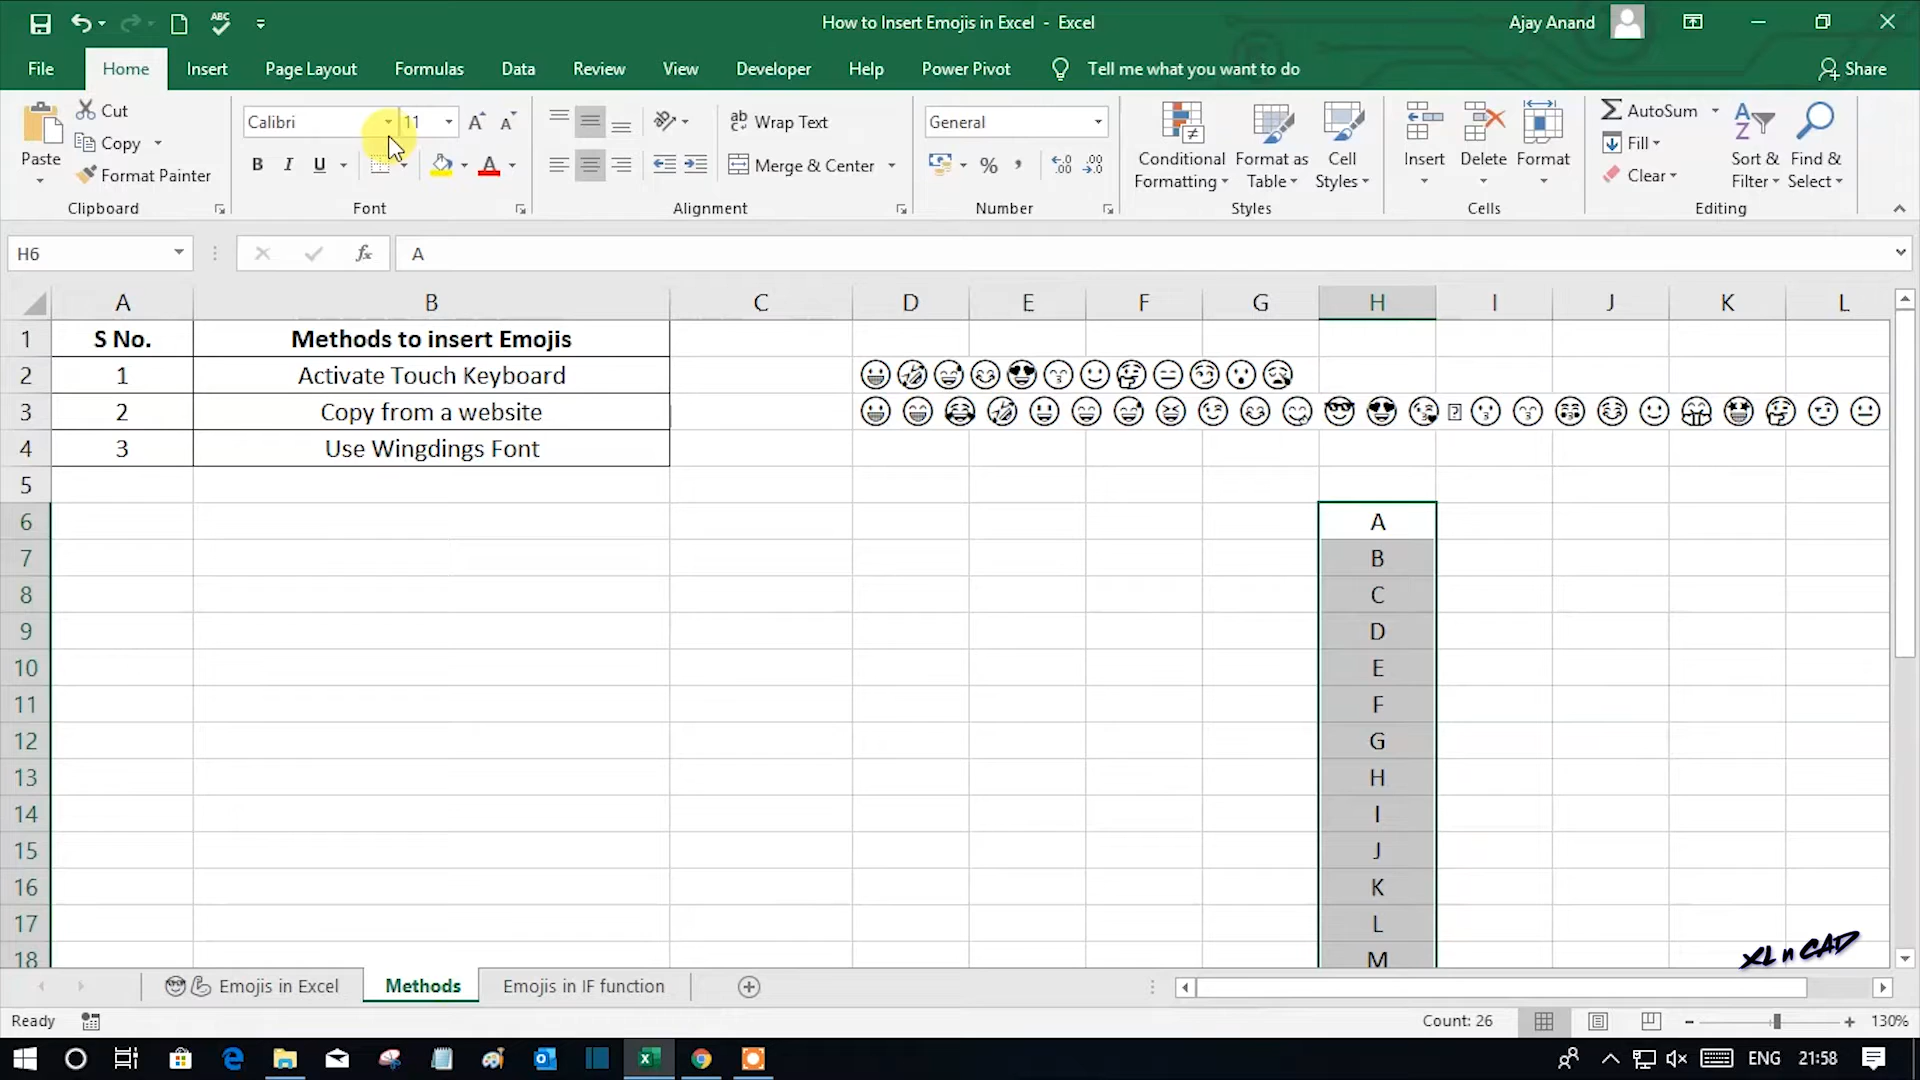 How to Insert Emojis in Excel - Excel
Ajay Anand
File Home Insert Page Layout Formulas Data Review View Developer Help Power Pivot Tell me what you want to do Share
Paste
Cut
Copy
Format Painter
Clipboard
Calibri 11
B I U A
Font
Wrap Text
Merge & Center
Alignment
General
% ,
Number
Conditional Formatting
Format as Table
Cell Styles
Styles
Insert
Delete
Format
Cells
AutoSum
Fill
Clear
Sort & Filter
Find & Select
Editing
H6 fx A
A B C D E F G H I J K L
1 S No. Methods to insert Emojis
2 1 Activate Touch Keyboard 😀🤣😅😊😍😙🙂🤔😑😏😮😪
3 2 Copy from a website
4 3 Use Wingdings Font
5
6 A
7 B
8 C
9 D
10 E
11 F
12 G
13 H
14 I
15 J
16 K
17 L
18 M
XL n CAD
😎💪 Emojis in Excel Methods Emojis in IF function
Ready Count: 26 130%
ENG 21:58